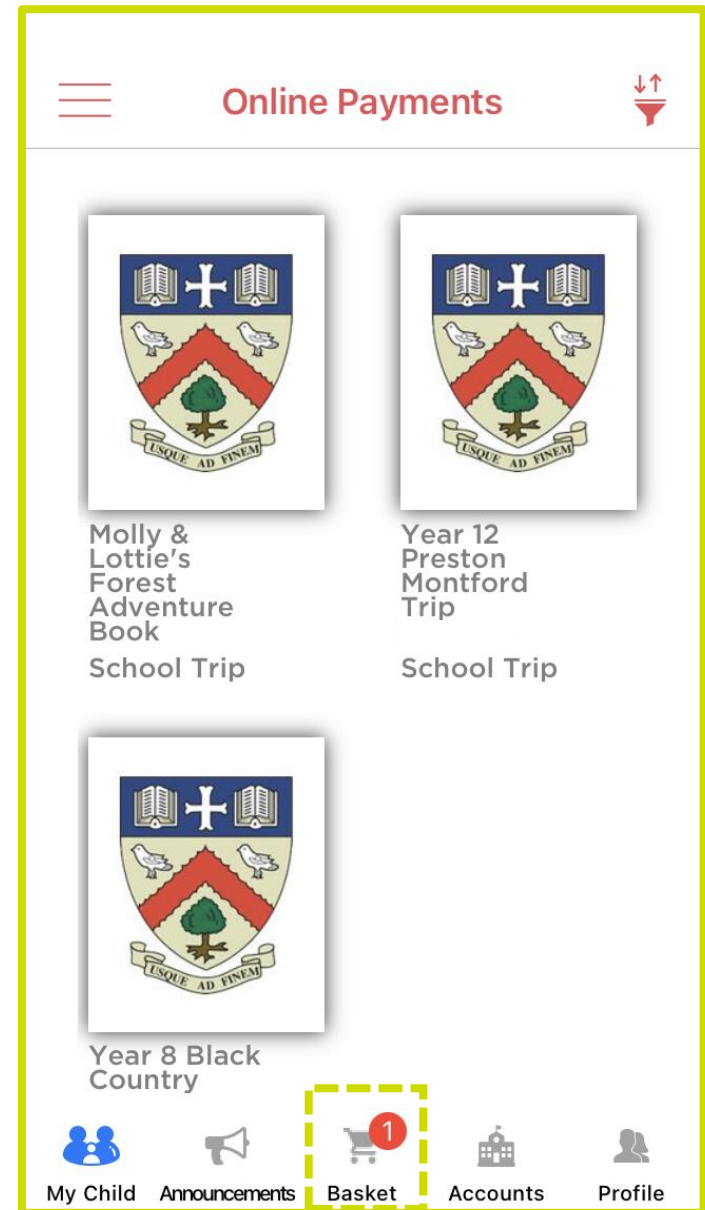 Online Payments
USQUE AD FINEM
USQUE AD FINEM
Molly &
Lottie's
Forest
Adventure
Book
School Trip
Year 12
Preston
Montford
Trip
School Trip
USQUE AD FINEM
Year 8 Black
Country
1
My Child Announcements Basket Accounts Profile